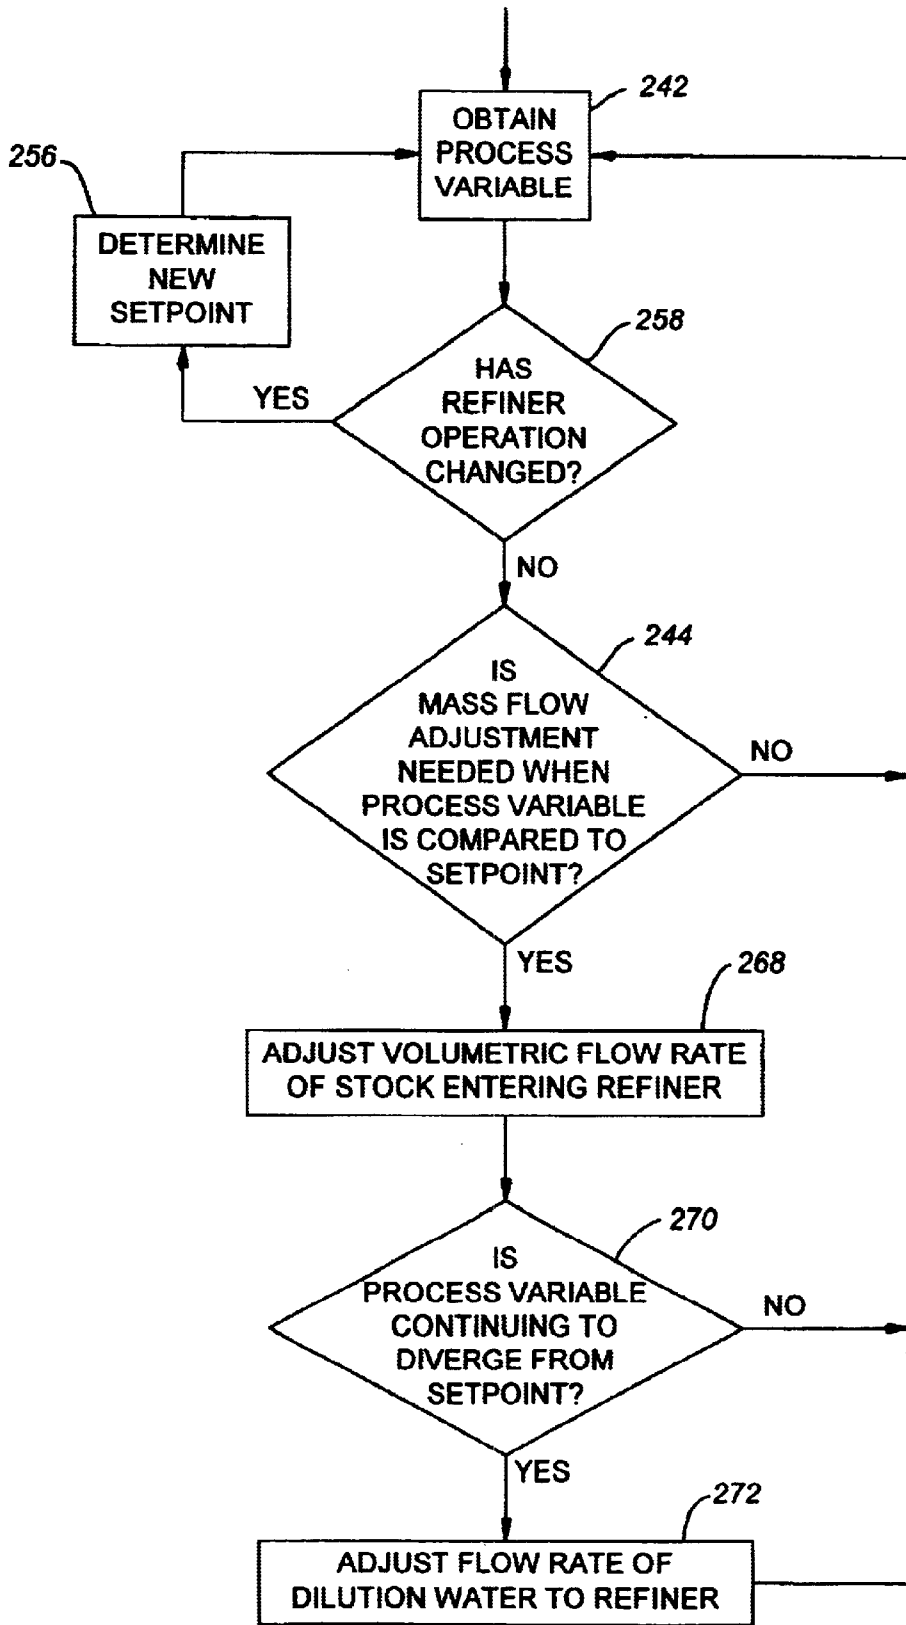 242
OBTAIN
PROCESS
VARIABLE
256
DETERMINE
NEW
SETPOINT
258
HAS
REFINER
OPERATION
CHANGED?
YES
NO
244
IS
MASS FLOW
ADJUSTMENT
NEEDED WHEN
PROCESS VARIABLE
IS COMPARED TO
SETPOINT?
NO
YES
268
ADJUST VOLUMETRIC FLOW RATE
OF STOCK ENTERING REFINER
270
IS
PROCESS VARIABLE
CONTINUING TO
DIVERGE FROM
SETPOINT?
NO
YES
272
ADJUST FLOW RATE OF
DILUTION WATER TO REFINER